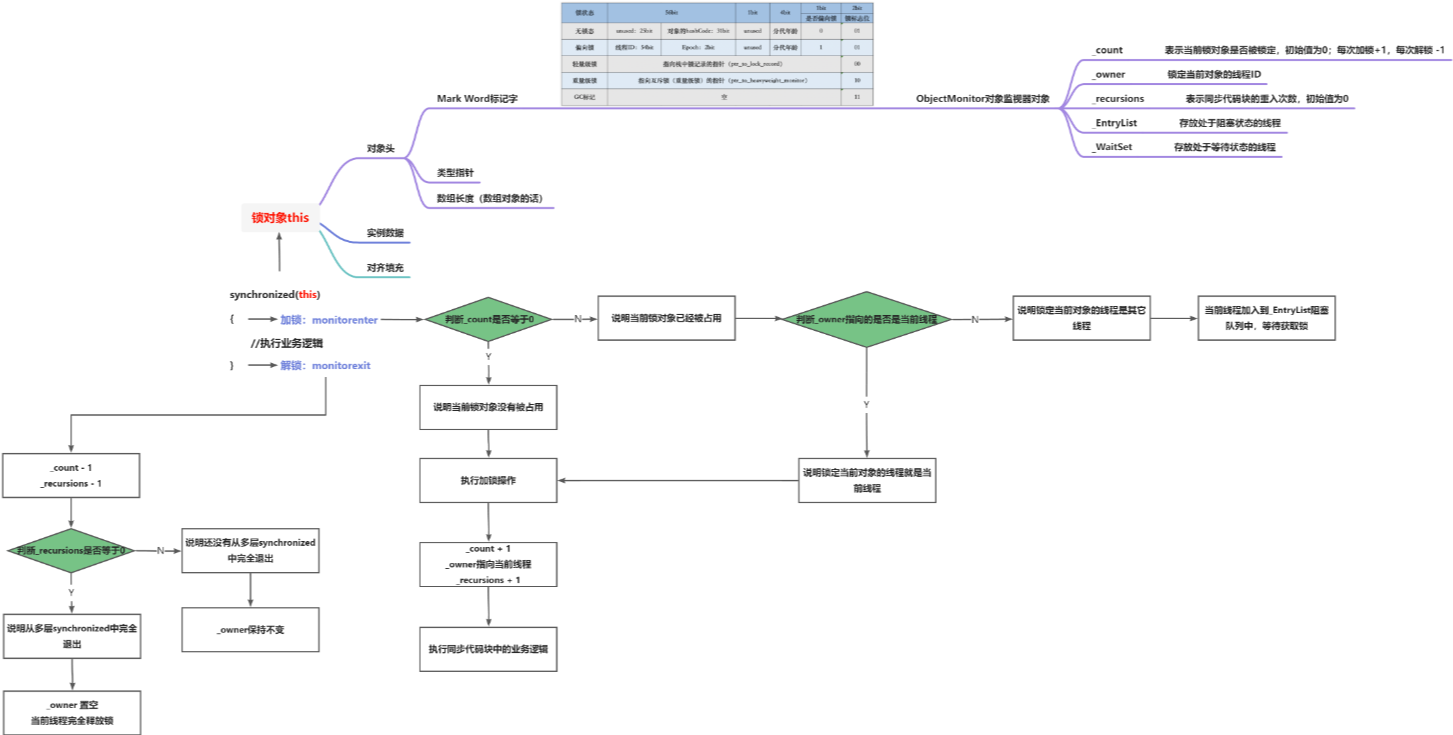 锁状态 56bit 1bit 4bit 1bit 2bit
是否偏向锁 锁标志位
无锁态 unused：25bit 对象的hashCode：31bit unused 分代年龄 0 01
偏向锁 线程ID：54bit Epoch：2bit unused 分代年龄 1 01
轻量级锁 指向栈中锁记录的指针（ptr_to_lock_record） 00
重量级锁 指向互斥锁（重量级锁）的指针（ptr_to_heavyweight_monitor） 10
GC标记 空 11
Mark Word标记字
ObjectMonitor对象监视器对象
_count 表示当前锁对象是否被锁定，初始值为0；每次加锁+1，每次解锁 -1
_owner 锁定当前对象的线程ID
_recursions 表示同步代码块的重入次数，初始值为0
_EntryList 存放处于阻塞状态的线程
_WaitSet 存放处于等待状态的线程
对象头
类型指针
数组长度（数组对象的话）
锁对象this
实例数据
对齐填充
synchronized(this)
{ 加锁：monitorenter
//执行业务逻辑
} 解锁：monitorexit
判断_count是否等于0
N
说明当前锁对象已经被占用
判断_owner指向的是否是当前线程
N
说明锁定当前对象的线程是其它
线程
当前线程加入到_EntryList阻塞
队列中，等待获取锁
Y
说明当前锁对象没有被占用
Y
执行加锁操作
说明锁定当前对象的线程就是当
前线程
_count + 1
_owner指向当前线程
_recursions + 1
执行同步代码块中的业务逻辑
_count - 1
_recursions - 1
判断_recursions是否等于0
N
说明还没有从多层synchronized
中完全退出
_owner保持不变
Y
说明从多层synchronized中完全
退出
_owner 置空
当前线程完全释放锁